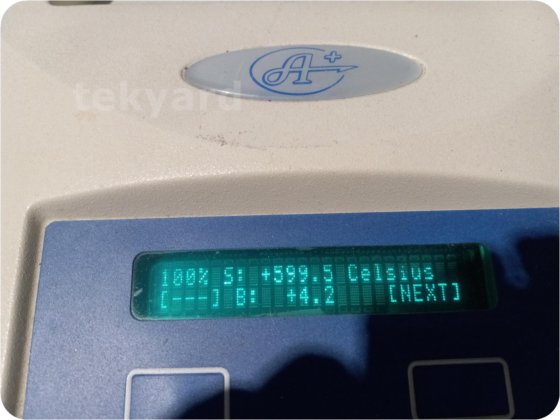 A+
tekyard
100% S: +599.5 Celsius
[---] B: +4.2 [NEXT]